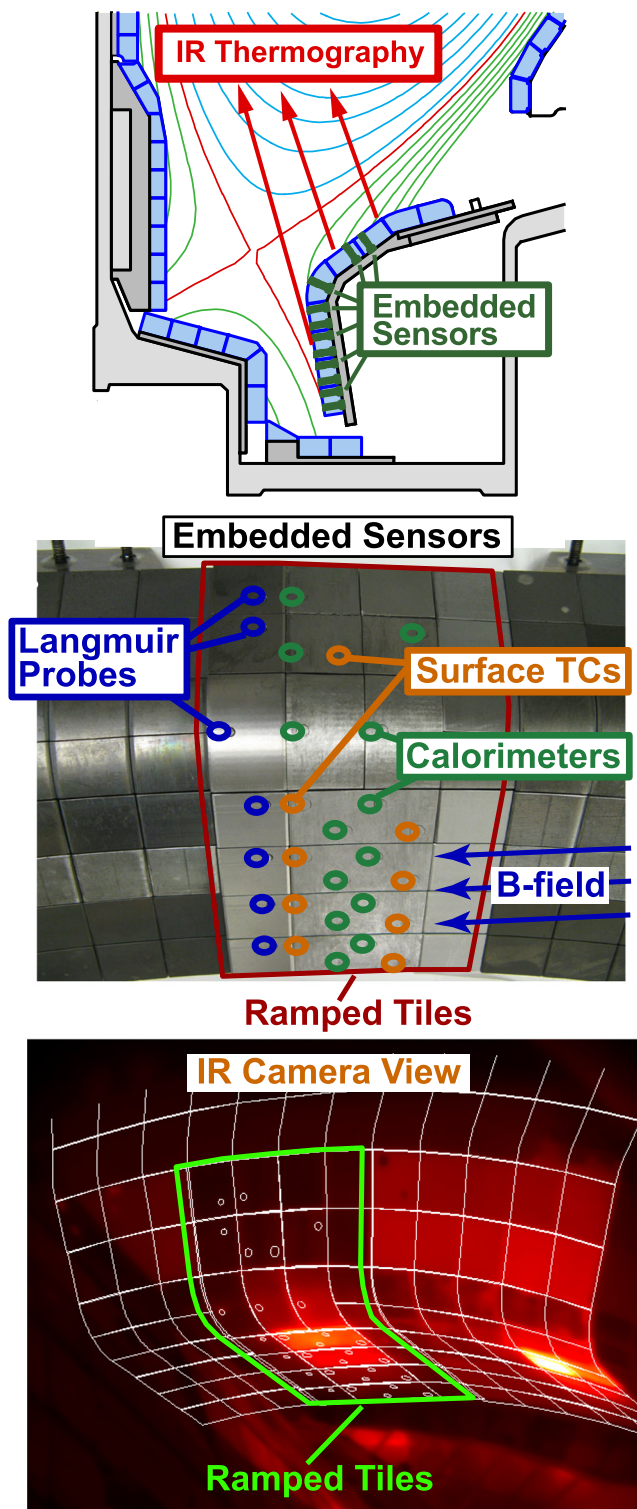 IR Thermography
Embedded
Sensors
Embedded Sensors
Langmuir
Probes
Surface TCs
Calorimeters
B-field
Ramped Tiles
IR Camera View
Ramped Tiles